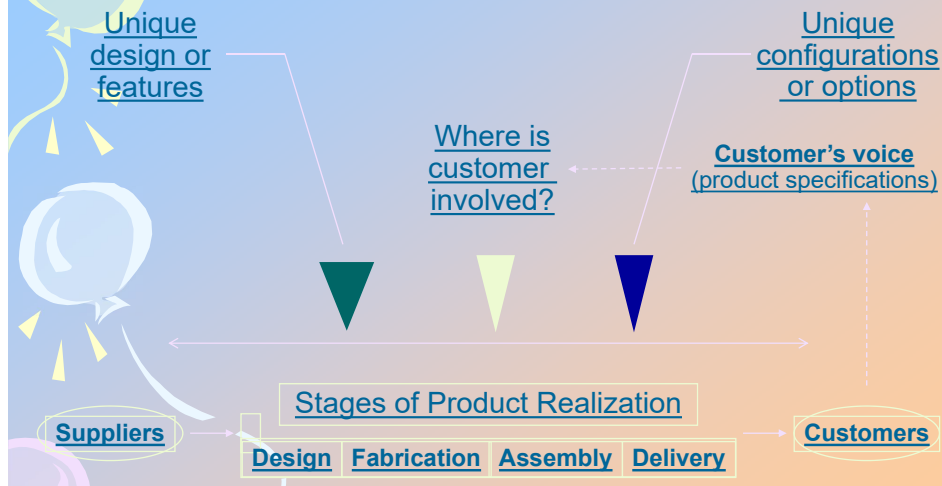 Unique
design or
features
Unique
configurations
or options
Where is
customer
involved?
Customer’s voice
(product specifications)
Stages of Product Realization
Suppliers
Design Fabrication Assembly Delivery
Customers